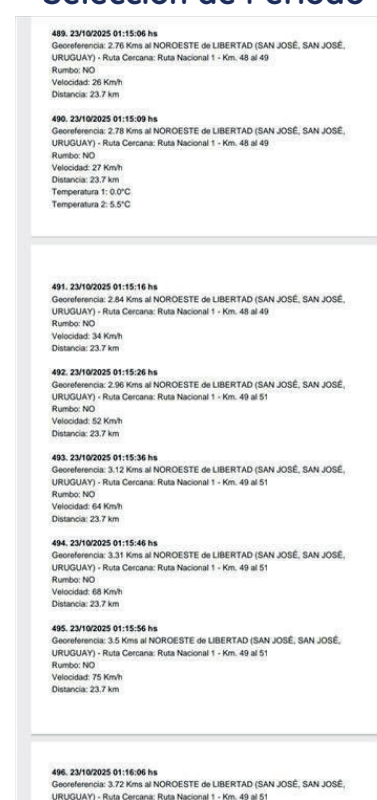 Selección de Período
489. 23/10/2025 01:15:06 hs
Georeferencia: 2.76 Kms al NOROESTE de LIBERTAD (SAN JOSÉ, SAN JOSÉ,
URUGUAY) - Ruta Cercana: Ruta Nacional 1 - Km. 48 al 49
Rumbo: NO
Velocidad: 26 Km/h
Distancia: 23.7 km
490. 23/10/2025 01:15:09 hs
Georeferencia: 2.78 Kms al NOROESTE de LIBERTAD (SAN JOSÉ, SAN JOSÉ,
URUGUAY) - Ruta Cercana: Ruta Nacional 1 - Km. 48 al 49
Rumbo: NO
Velocidad: 27 Km/h
Distancia: 23.7 km
Temperatura 1: 0.0°C
Temperatura 2: 5.5°C
491. 23/10/2025 01:15:16 hs
Georeferencia: 2.84 Kms al NOROESTE de LIBERTAD (SAN JOSÉ, SAN JOSÉ,
URUGUAY) - Ruta Cercana: Ruta Nacional 1 - Km. 48 al 49
Rumbo: NO
Velocidad: 34 Km/h
Distancia: 23.7 km
492. 23/10/2025 01:15:26 hs
Georeferencia: 2.96 Kms al NOROESTE de LIBERTAD (SAN JOSÉ, SAN JOSÉ,
URUGUAY) - Ruta Cercana: Ruta Nacional 1 - Km. 49 al 51
Rumbo: NO
Velocidad: 52 Km/h
Distancia: 23.7 km
493. 23/10/2025 01:15:36 hs
Georeferencia: 3.12 Kms al NOROESTE de LIBERTAD (SAN JOSÉ, SAN JOSÉ,
URUGUAY) - Ruta Cercana: Ruta Nacional 1 - Km. 49 al 51
Rumbo: NO
Velocidad: 64 Km/h
Distancia: 23.7 km
494. 23/10/2025 01:15:46 hs
Georeferencia: 3.31 Kms al NOROESTE de LIBERTAD (SAN JOSÉ, SAN JOSÉ,
URUGUAY) - Ruta Cercana: Ruta Nacional 1 - Km. 49 al 51
Rumbo: NO
Velocidad: 68 Km/h
Distancia: 23.7 km
495. 23/10/2025 01:15:56 hs
Georeferencia: 3.5 Kms al NOROESTE de LIBERTAD (SAN JOSÉ, SAN JOSÉ,
URUGUAY) - Ruta Cercana: Ruta Nacional 1 - Km. 49 al 51
Rumbo: NO
Velocidad: 75 Km/h
Distancia: 23.7 km
496. 23/10/2025 01:16:06 hs
Georeferencia: 3.72 Kms al NOROESTE de LIBERTAD (SAN JOSÉ, SAN JOSÉ,
URUGUAY) - Ruta Cercana: Ruta Nacional 1 - Km. 49 al 51